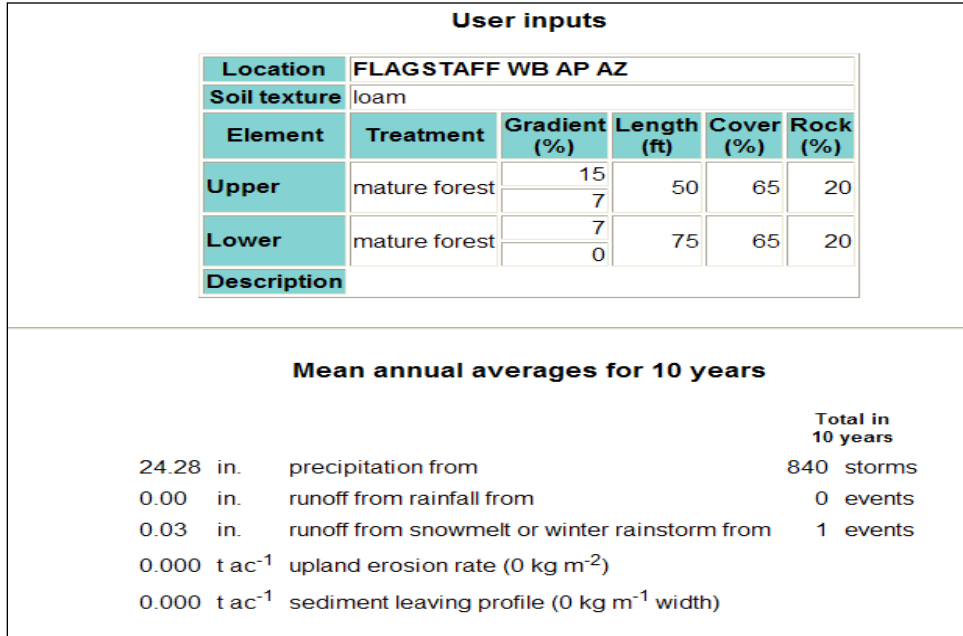 User inputs
Location FLAGSTAFF WB AP AZ
Soil texture loam
Element Treatment Gradient (%) Length (ft) Cover (%) Rock (%)
Upper mature forest 15 7 50 65 20
Lower mature forest 7 0 75 65 20
Description
Mean annual averages for 10 years
Total in
10 years
24.28 in. precipitation from 840 storms
0.00 in. runoff from rainfall from 0 events
0.03 in. runoff from snowmelt or winter rainstorm from 1 events
0.000 t ac⁻¹ upland erosion rate (0 kg m⁻²)
0.000 t ac⁻¹ sediment leaving profile (0 kg m⁻¹ width)